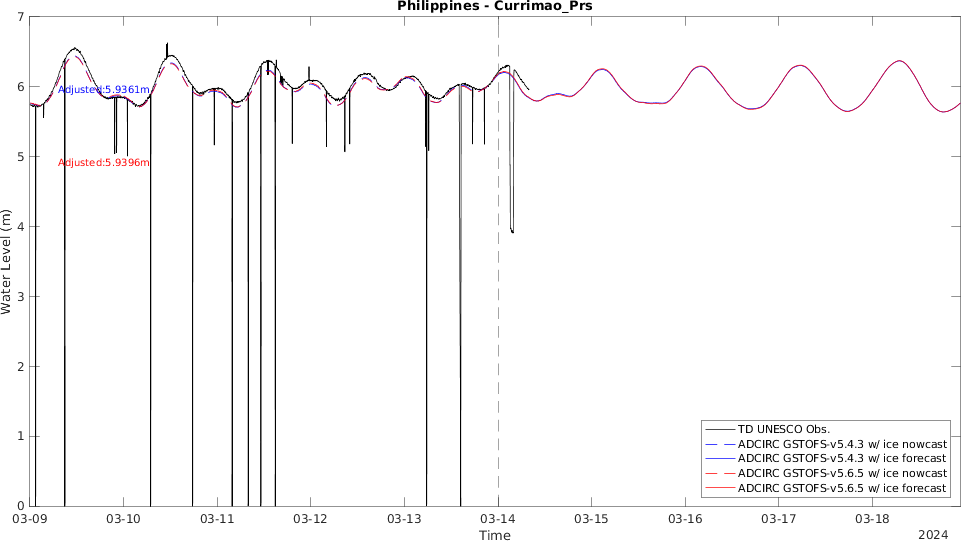 Philippines - Currimao_Prs
7
6
5
4
3
2
1
0
Water Level (m)
Adjusted:5.9361m
Adjusted:5.9396m
TD UNESCO Obs.
ADCIRC GSTOFS-v5.4.3 w/ ice nowcast
ADCIRC GSTOFS-v5.4.3 w/ ice forecast
ADCIRC GSTOFS-v5.6.5 w/ ice nowcast
ADCIRC GSTOFS-v5.6.5 w/ ice forecast
03-09 03-10 03-11 03-12 03-13 03-14 03-15 03-16 03-17 03-18
Time
2024